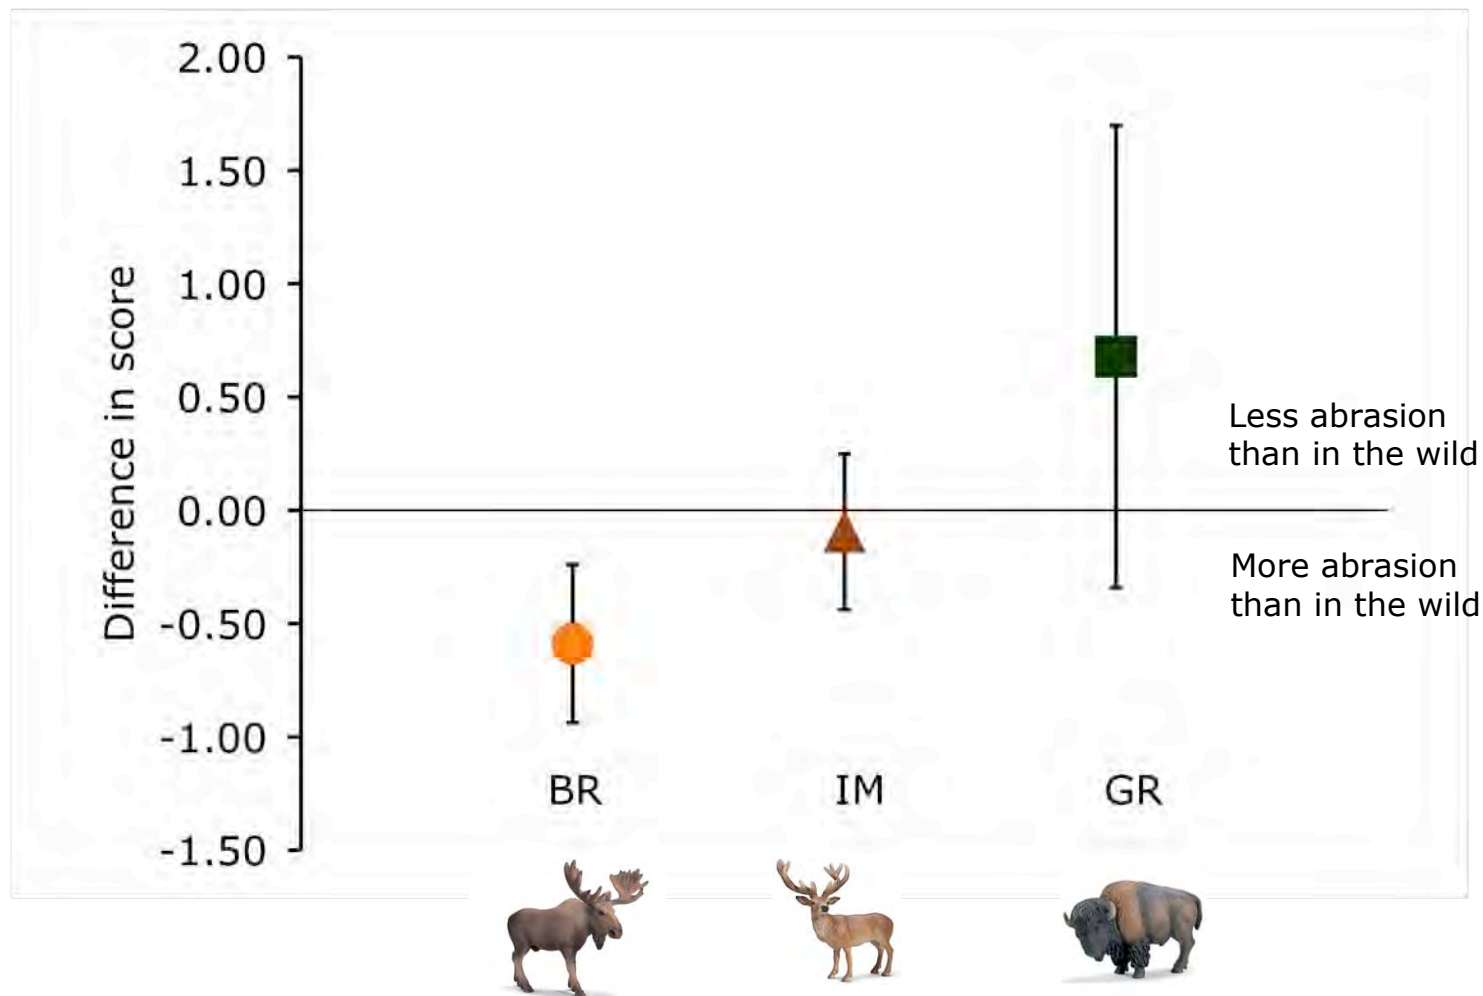 2.00
1.50
1.00
0.50
0.00
-0.50
-1.00
-1.50
Difference in score
Less abrasion
than in the wild
More abrasion
than in the wild
BR
IM
GR